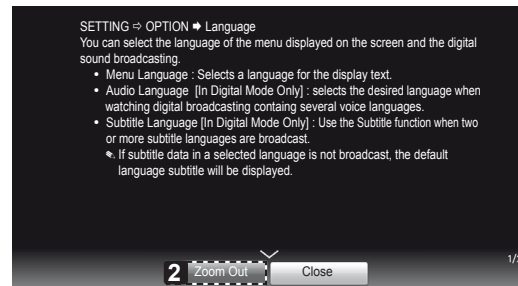 SETTING ⇨ OPTION ➡ Language
You can select the language of the menu displayed on the screen and the digital
sound broadcasting.
• Menu Language : Selects a language for the display text.
• Audio Language [In Digital Mode Only] : selects the desired language when
watching digital broadcasting containg several voice languages.
• Subtitle Language [In Digital Mode Only] : Use the Subtitle function when two
or more subtitle languages are broadcast.
If subtitle data in a selected language is not broadcast, the default
language subtitle will be displayed.
1/
2 Zoom Out Close